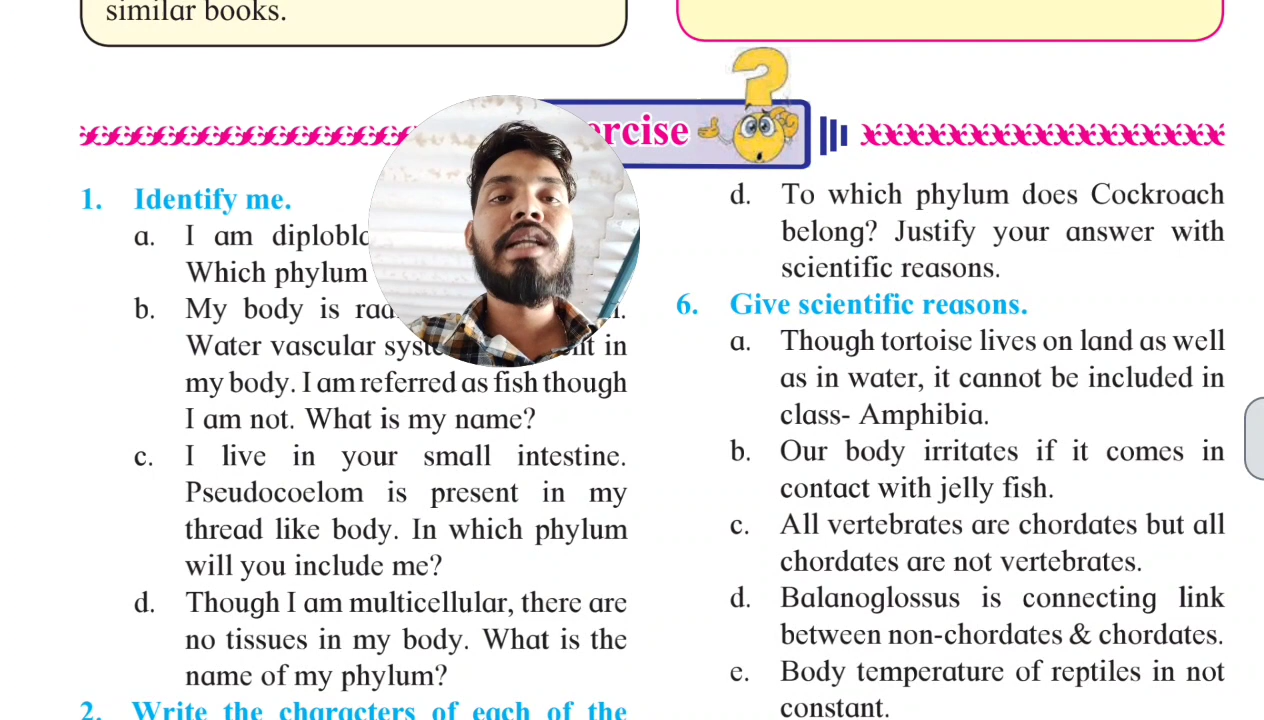 similar books.
1. Identify me.
a. I am
Which phylum
b. My body is
Water vascular in
my body. I am referred as fish though
I am not. What is my name?
c. I live in your small intestine.
Pseudocoelom is present in my
thread like body. In which phylum
will you include me?
d. Though I am multicellular, there are
no tissues in my body. What is the
name of my phylum?
2. Write the characters of each of the
d. To which phylum does Cockroach
belong? Justify your answer with
scientific reasons.
6. Give scientific reasons.
a. Though tortoise lives on land as well
as in water, it cannot be included in
class- Amphibia.
b. Our body irritates if it comes in
contact with jelly fish.
c. All vertebrates are chordates but all
chordates are not vertebrates.
d. Balanoglossus is connecting link
between non-chordates & chordates.
e. Body temperature of reptiles in not
constant.